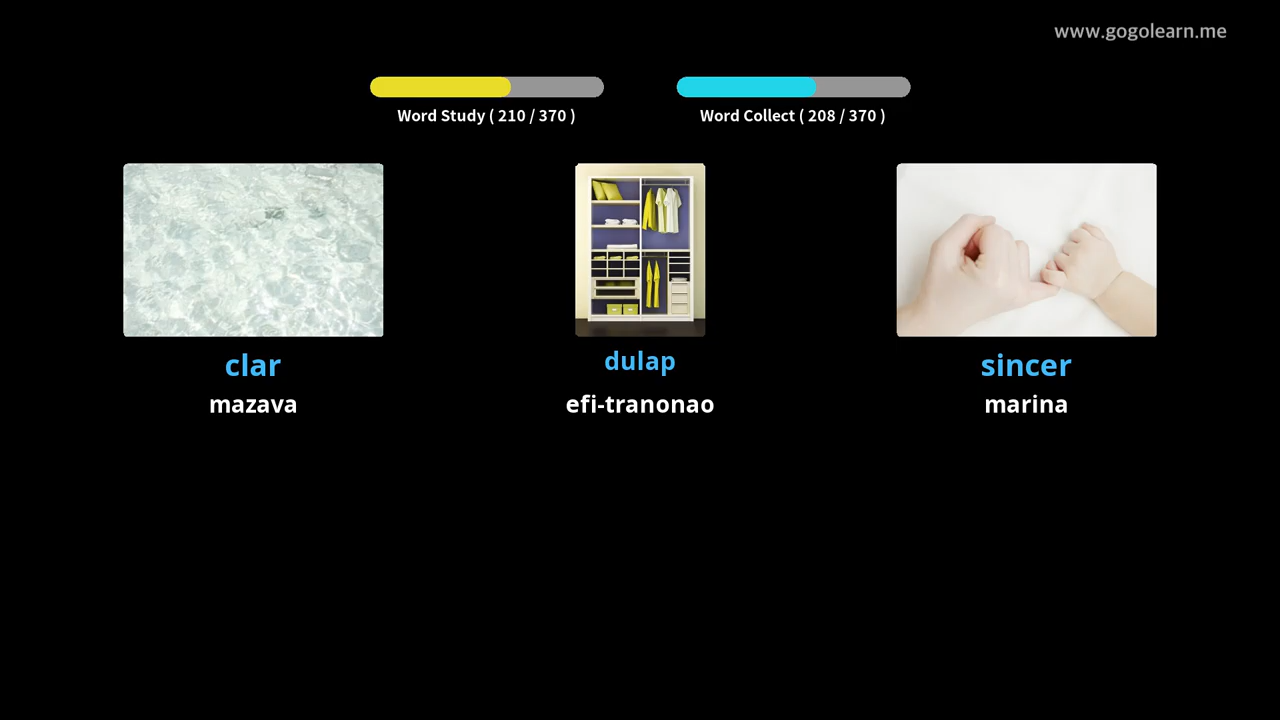 www.gogolearn.me
Word Study ( 210 / 370 )
Word Collect ( 208 / 370 )
clar
mazava
dulap
efi-tranonao
sincer
marina